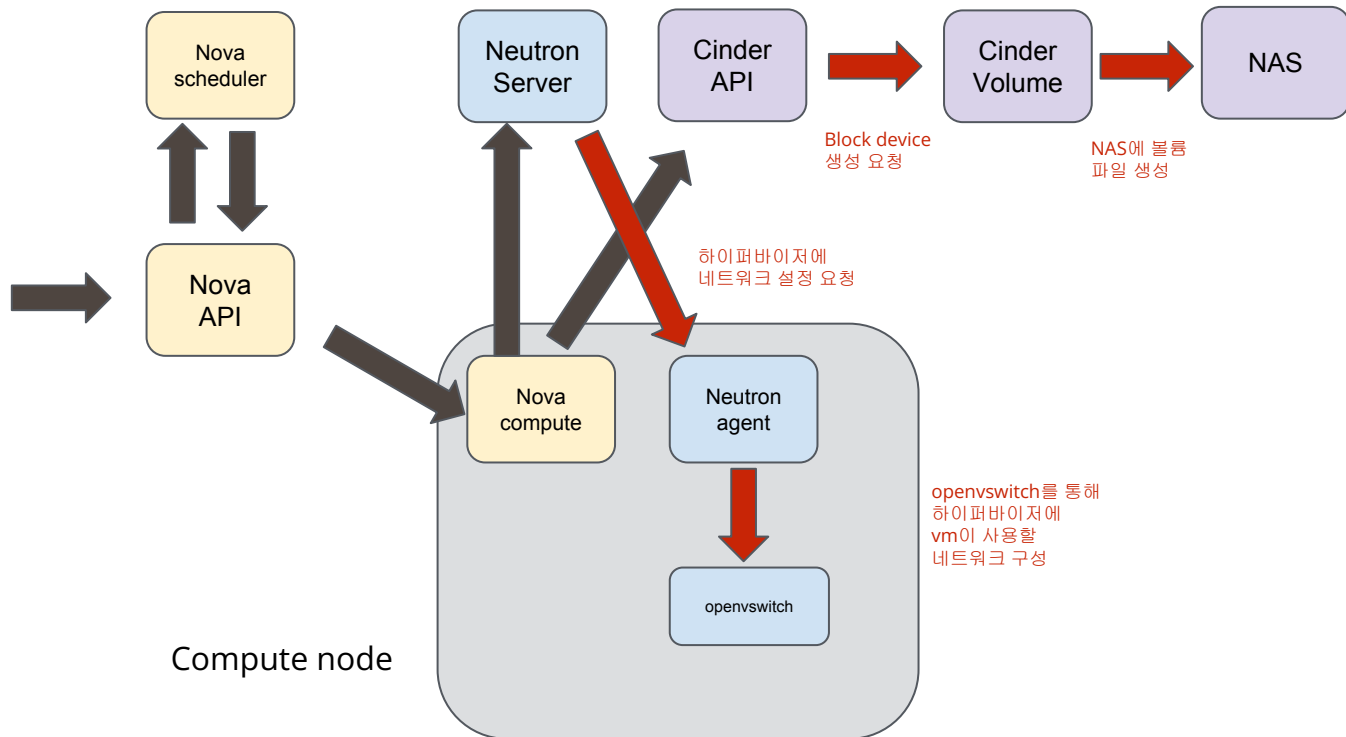 Nova
scheduler
Neutron
Server
Cinder
API
Cinder
Volume
NAS
Block device
생성 요청
NAS에 볼륨
파일 생성
Nova
API
하이퍼바이저에
네트워크 설정 요청
Nova
compute
Neutron
agent
openvswitch를 통해
하이퍼바이저에
vm이 사용할
네트워크 구성
openvswitch
Compute node